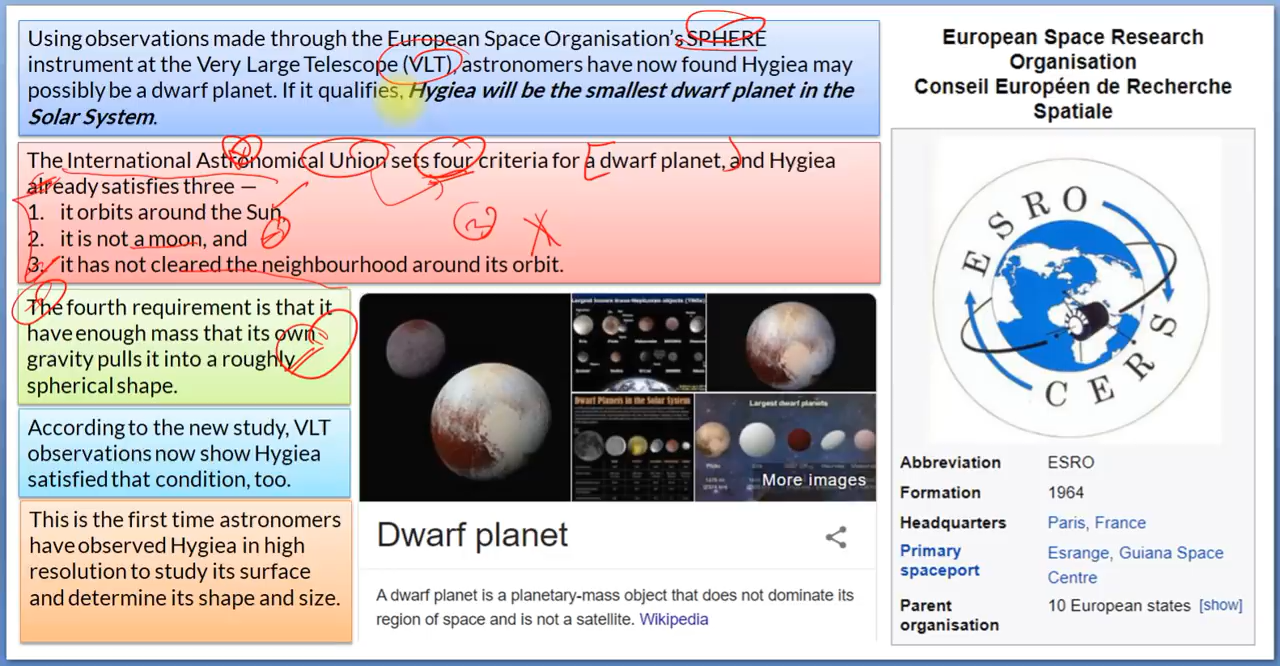 Using observations made through the European Space Organisation's SPHERE
instrument at the Very Large Telescope (VLT), astronomers have now found Hygiea may
possibly be a dwarf planet. If it qualifies, Hygiea will be the smallest dwarf planet in the
Solar System.
The International Astronomical Union sets four criteria for a dwarf planet, and Hygiea
already satisfies three —
1. it orbits around the Sun,
2. it is not a moon, and
3. it has not cleared the neighbourhood around its orbit.
The fourth requirement is that it
have enough mass that its own
gravity pulls it into a roughly
spherical shape.
According to the new study, VLT
observations now show Hygiea
satisfied that condition, too.
This is the first time astronomers
have observed Hygiea in high
resolution to study its surface
and determine its shape and size.
Largest known trans-Neptunian objects (TNOs)
Dwarf Planets in the Solar System
Largest dwarf planets
More images
Dwarf planet
A dwarf planet is a planetary-mass object that does not dominate its
region of space and is not a satellite. Wikipedia
European Space Research
Organisation
Conseil Européen de Recherche
Spatiale
ESRO
CERS
Abbreviation ESRO
Formation 1964
Headquarters Paris, France
Primary Esrange, Guiana Space
spaceport Centre
Parent 10 European states [show]
organisation